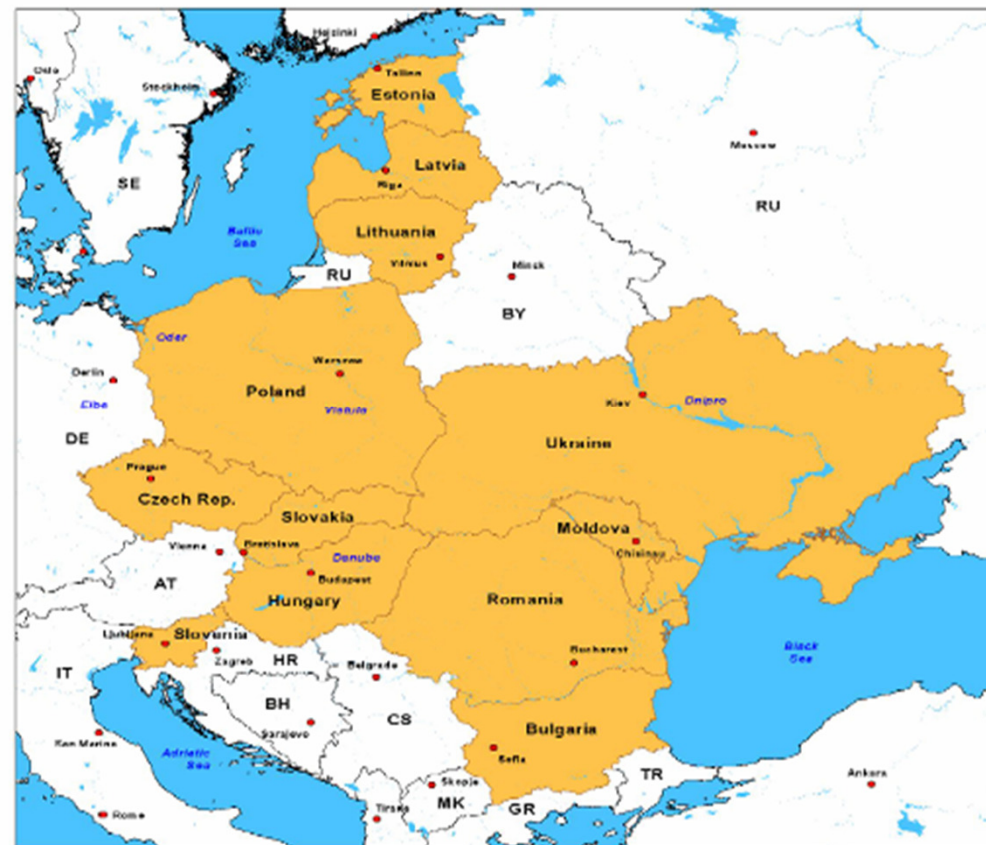 Helsinki
Oslo
Tallinn
Stockholm
Estonia
Moscow
Latvia
Riga
SE
RU
Baltic
Sea
Lithuania
Vilnius
Minsk
RU
BY
Oder
Warsaw
Berlin
Poland
Kiev
Dnipro
Elbe
Vistula
DE
Ukraine
Prague
Czech Rep.
Slovakia
Moldova
Vienna
Bratislava
Chisinau
Danube
AT
Budapest
Hungary
Romania
Ljubljana
Slovenia
Zagreb
HR
Bucharest
Black
Sea
Belgrade
IT
BH
CS
Sarajevo
Bulgaria
San Marino
Adriatic
Sea
Sofia
Skopje
TR
Ankara
MK
GR
Tirana
Rome